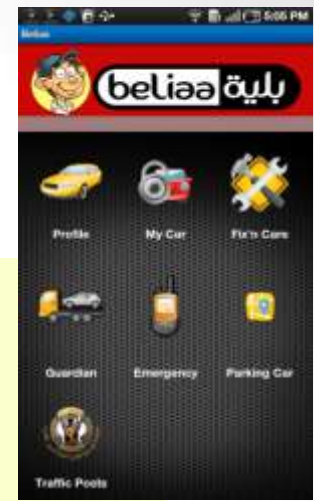 5:05 PM
Beliaa
beliaa بلية
Profile
My Car
Fix'n Care
Guardian
Emergency
Parking Car
Traffic Posts